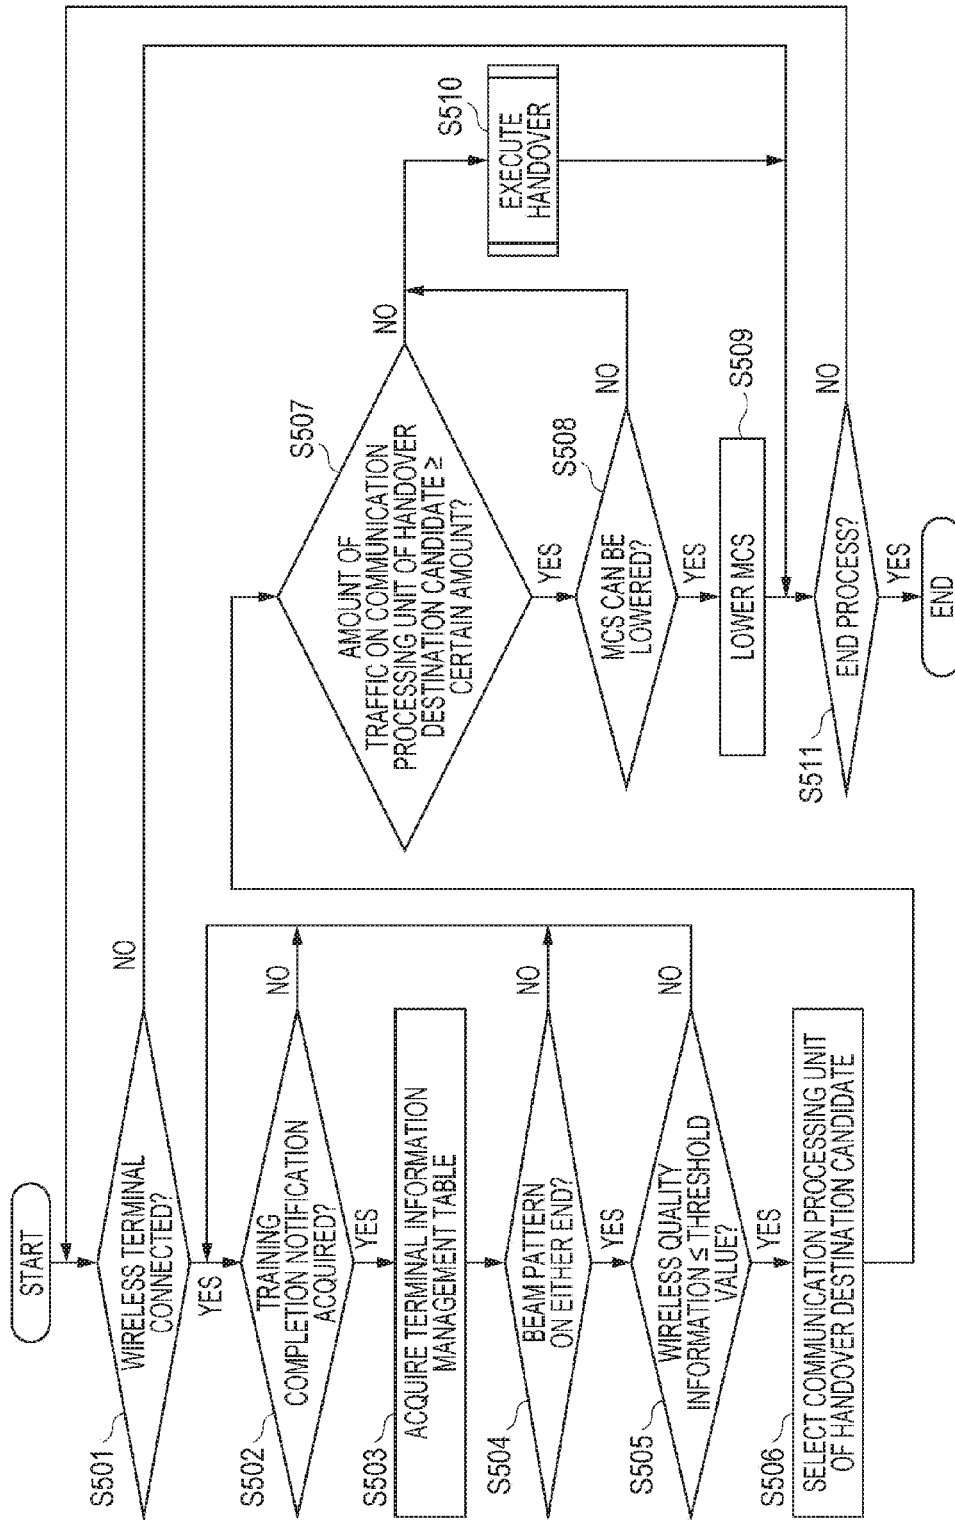 START
S501
WIRELESS TERMINAL
CONNECTED?
NO
YES
S502
TRAINING
COMPLETION NOTIFICATION
ACQUIRED?
NO
YES
S503
ACQUIRE TERMINAL INFORMATION
MANAGEMENT TABLE
S504
BEAM PATTERN
ON EITHER END?
NO
YES
S505
WIRELESS QUALITY
INFORMATION ≤ THRESHOLD
VALUE?
NO
YES
S506
SELECT COMMUNICATION PROCESSING UNIT
OF HANDOVER DESTINATION CANDIDATE
S507
AMOUNT OF
TRAFFIC ON COMMUNICATION
PROCESSING UNIT OF HANDOVER
DESTINATION CANDIDATE ≥
CERTAIN AMOUNT?
NO
YES
S508
MCS CAN BE
LOWERED?
NO
YES
S509
LOWER MCS
S510
EXECUTE
HANDOVER
S511
END PROCESS?
NO
YES
END